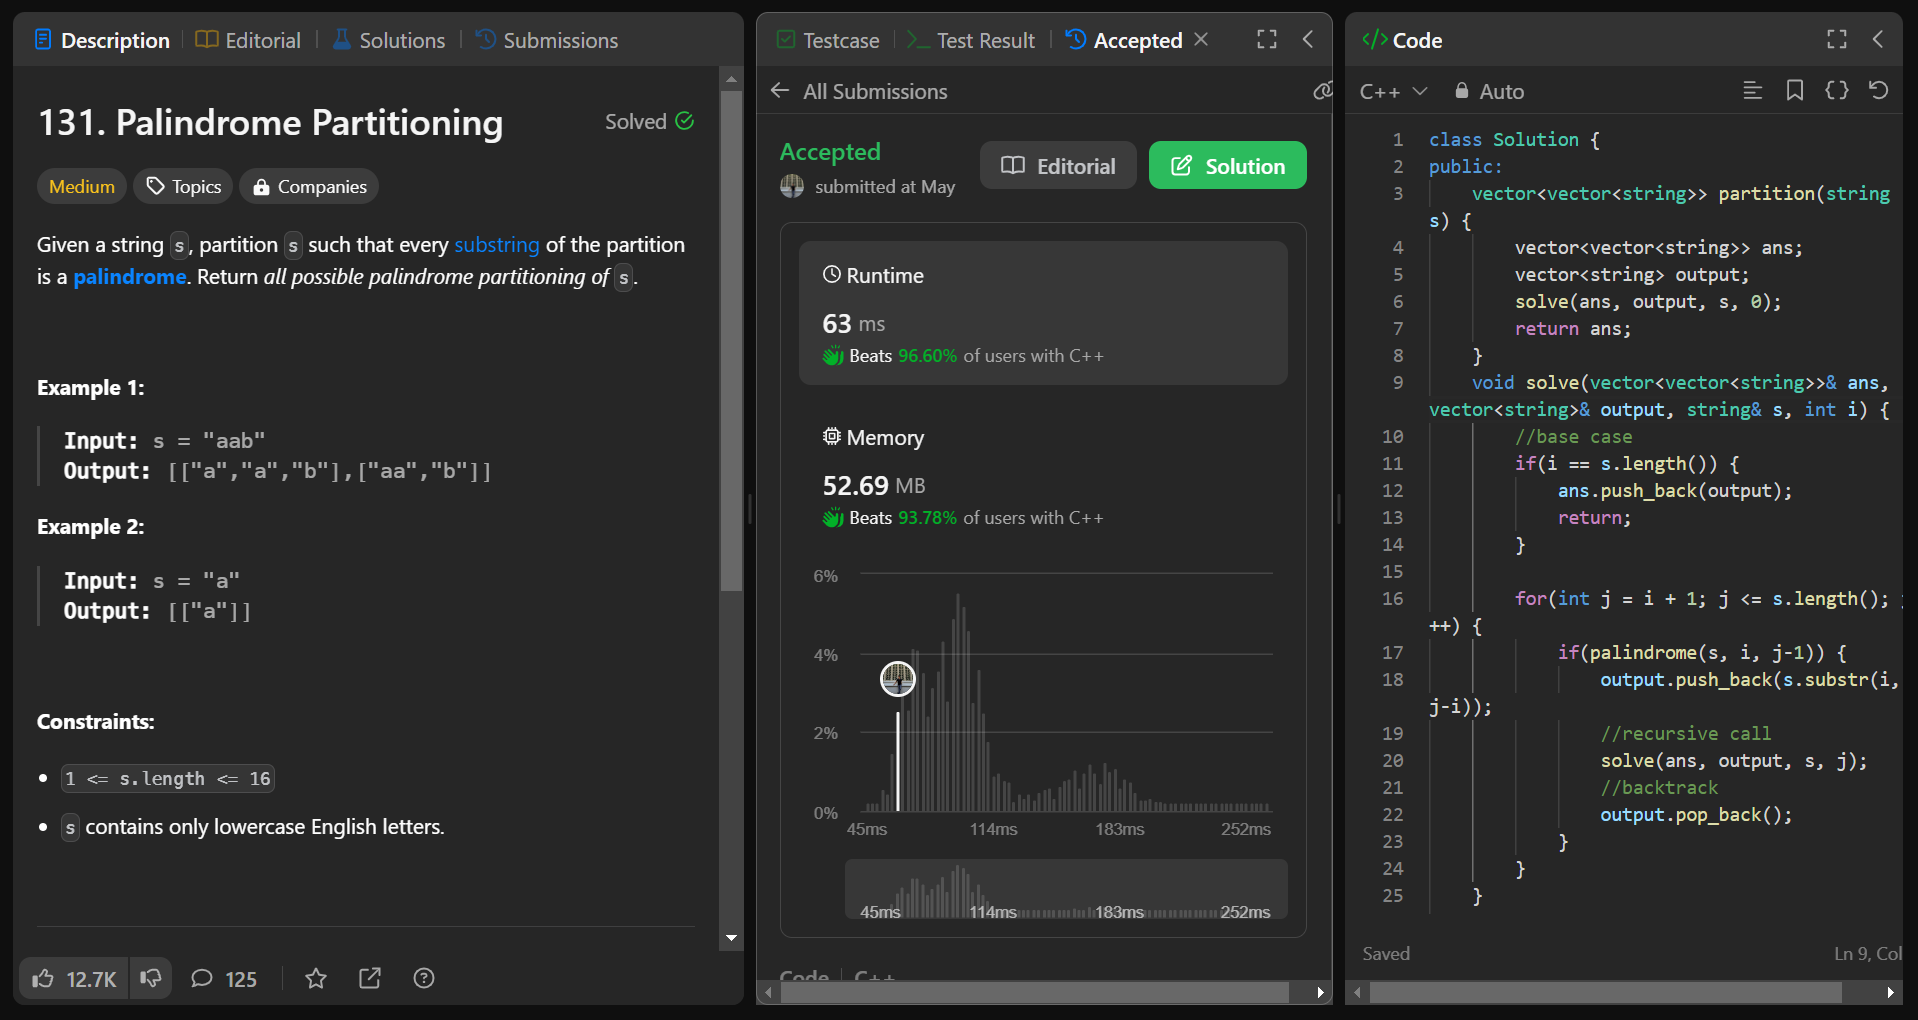 Description
Editorial
Solutions
Submissions
131. Palindrome Partitioning
Solved
Medium
Topics
Companies
Given a string s, partition s such that every substring of the partition
is a palindrome. Return all possible palindrome partitioning of s.
Example 1:
Input: s = "aab"
Output: [["a","a","b"],["aa","b"]]
Example 2:
Input: s = "a"
Output: [["a"]]
Constraints:
• 1 <= s.length <= 16
• s contains only lowercase English letters.
12.7K
125
Testcase
Test Result
Accepted
All Submissions
Accepted
submitted at May
Editorial
Solution
Runtime
63 ms
Beats 96.60% of users with C++
Memory
52.69 MB
Beats 93.78% of users with C++
6%
4%
2%
0%
45ms 114ms 183ms 252ms
45ms 114ms 183ms 252ms
Code C++
</> Code
C++ Auto
1 class Solution {
2 public:
3 vector<vector<string>> partition(string
s) {
4 vector<vector<string>> ans;
5 vector<string> output;
6 solve(ans, output, s, 0);
7 return ans;
8 }
9 void solve(vector<vector<string>>& ans,
vector<string>& output, string& s, int i) {
10 //base case
11 if(i == s.length()) {
12 ans.push_back(output);
13 return;
14 }
15
16 for(int j = i + 1; j <= s.length();
++) {
17 if(palindrome(s, i, j-1)) {
18 output.push_back(s.substr(i,
j-i));
19 //recursive call
20 solve(ans, output, s, j);
21 //backtrack
22 output.pop_back();
23 }
24 }
25 }
Saved
Ln 9, Col